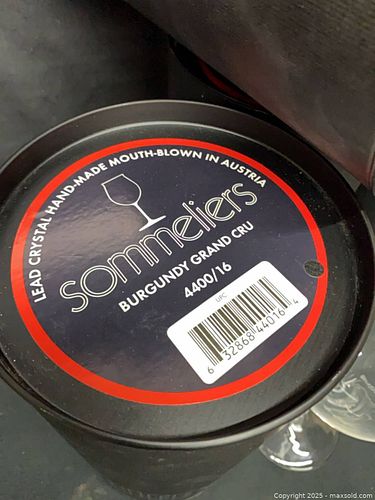 LEAD CRYSTAL HAND-MADE MOUTH-BLOWN IN AUSTRIA
sommeliers
BURGUNDY GRAND CRU
4400/16
UPC
6 32868 44016 4
Copyright 2025 - maxsold.com